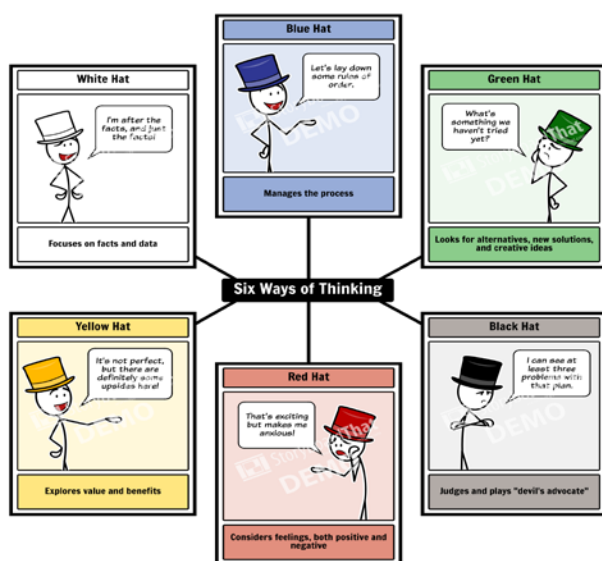 Blue Hat
Let's lay down
some rules of
order.
Manages the process
White Hat
I'm after the
facts, and just
the facts!
Focuses on facts and data
Green Hat
What's
something we
haven't tried
yet?
Looks for alternatives, new solutions,
and creative ideas
Six Ways of Thinking
Yellow Hat
It's not perfect,
but there are
definitely some
upsides here!
Explores value and benefits
Red Hat
That's exciting
but makes me
anxious!
Considers feelings, both positive and
negative
Black Hat
I can see at
least three
problems with
that plan.
Judges and plays "devil's advocate"
DEMO
DEMO
DEMO
DEMO